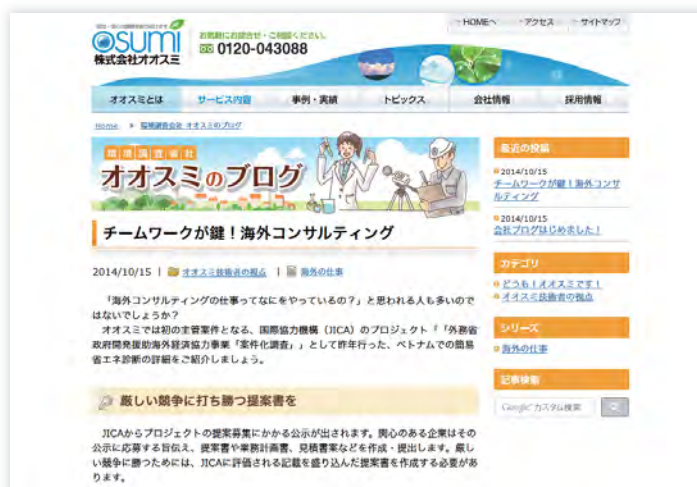 osumi
株式会社オオスミ
お気軽にお問合せ・ご相談ください。
0120-043088
HOMEへ
アクセス
サイトマップ
オオスミとは
サービス内容
事例・実績
トピックス
会社情報
採用情報
Home > 環境調査会社 オオスミのブログ
環境調査会社
オオスミのブログ
チームワークが鍵！海外コンサルティング
2014/10/15 | オオスミ技術者の視点 | 海外の仕事
「海外コンサルティングの仕事ってなにをやっているの？」と思われる人も多いので
はないでしょうか？
オオスミでは初の主管案件となる、国際協力機構（JICA）のプロジェクト「「外務省
政府開発援助海外経済協力事業「案件化調査」」として昨年行った、ベトナムでの簡易
省エネ診断の詳細をご紹介しましょう。
厳しい競争に打ち勝つ提案書を
JICAからプロジェクトの提案募集にかかる公示が出されます。関心のある企業はその
公示に応募する旨伝え、提案書や業務計画書、見積書案などを作成・提出します。厳し
い競争に勝つためには、JICAに評価される記載を盛り込んだ提案書を作成する必要があ
ります。
最近の投稿
2014/10/15
チームワークが鍵！海外コンサ
ルティング
2014/10/15
会社ブログはじめました！
カテゴリ
どうも！オオスミです！
オオスミ技術者の視点
シリーズ
海外の仕事
記事検索
Google カスタム検索